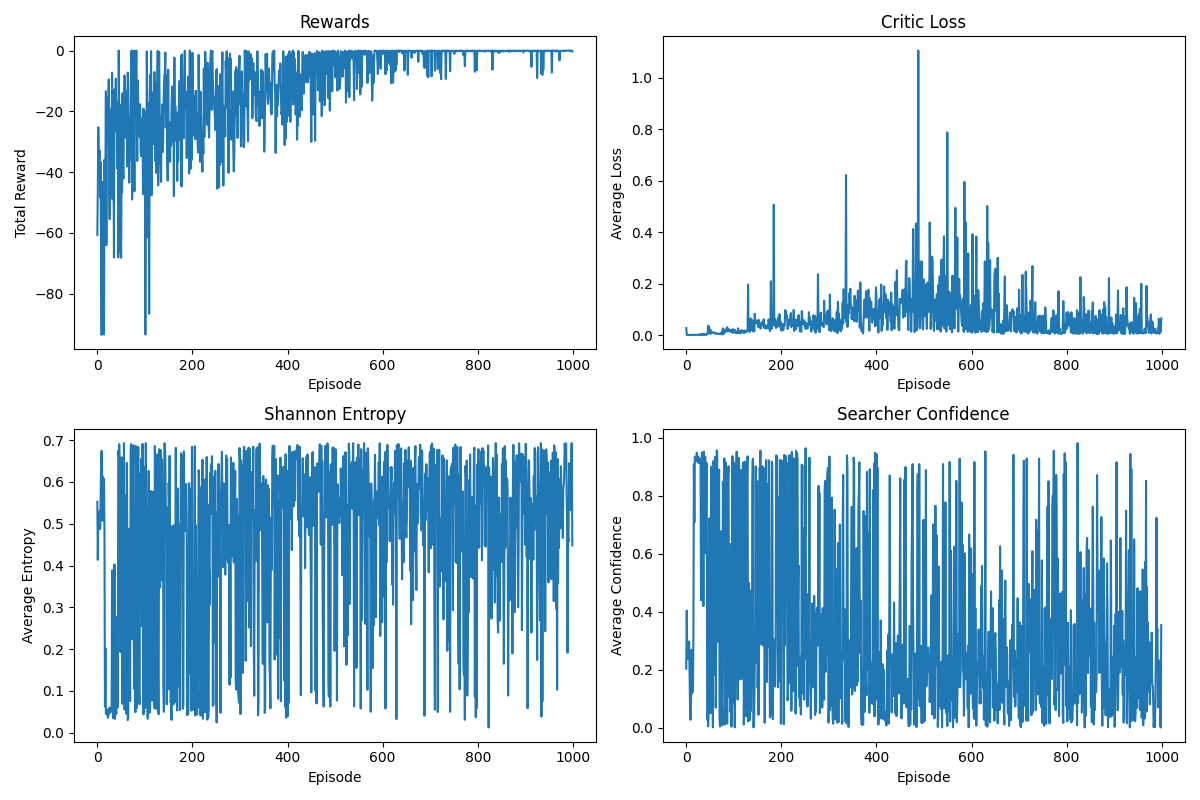 Rewards
Total Reward
0
−20
−40
−60
−80
0 200 400 600 800 1000
Episode
Critic Loss
Average Loss
1.0
0.8
0.6
0.4
0.2
0.0
0 200 400 600 800 1000
Episode
Shannon Entropy
Average Entropy
0.7
0.6
0.5
0.4
0.3
0.2
0.1
0.0
0 200 400 600 800 1000
Episode
Searcher Confidence
Average Confidence
1.0
0.8
0.6
0.4
0.2
0.0
0 200 400 600 800 1000
Episode